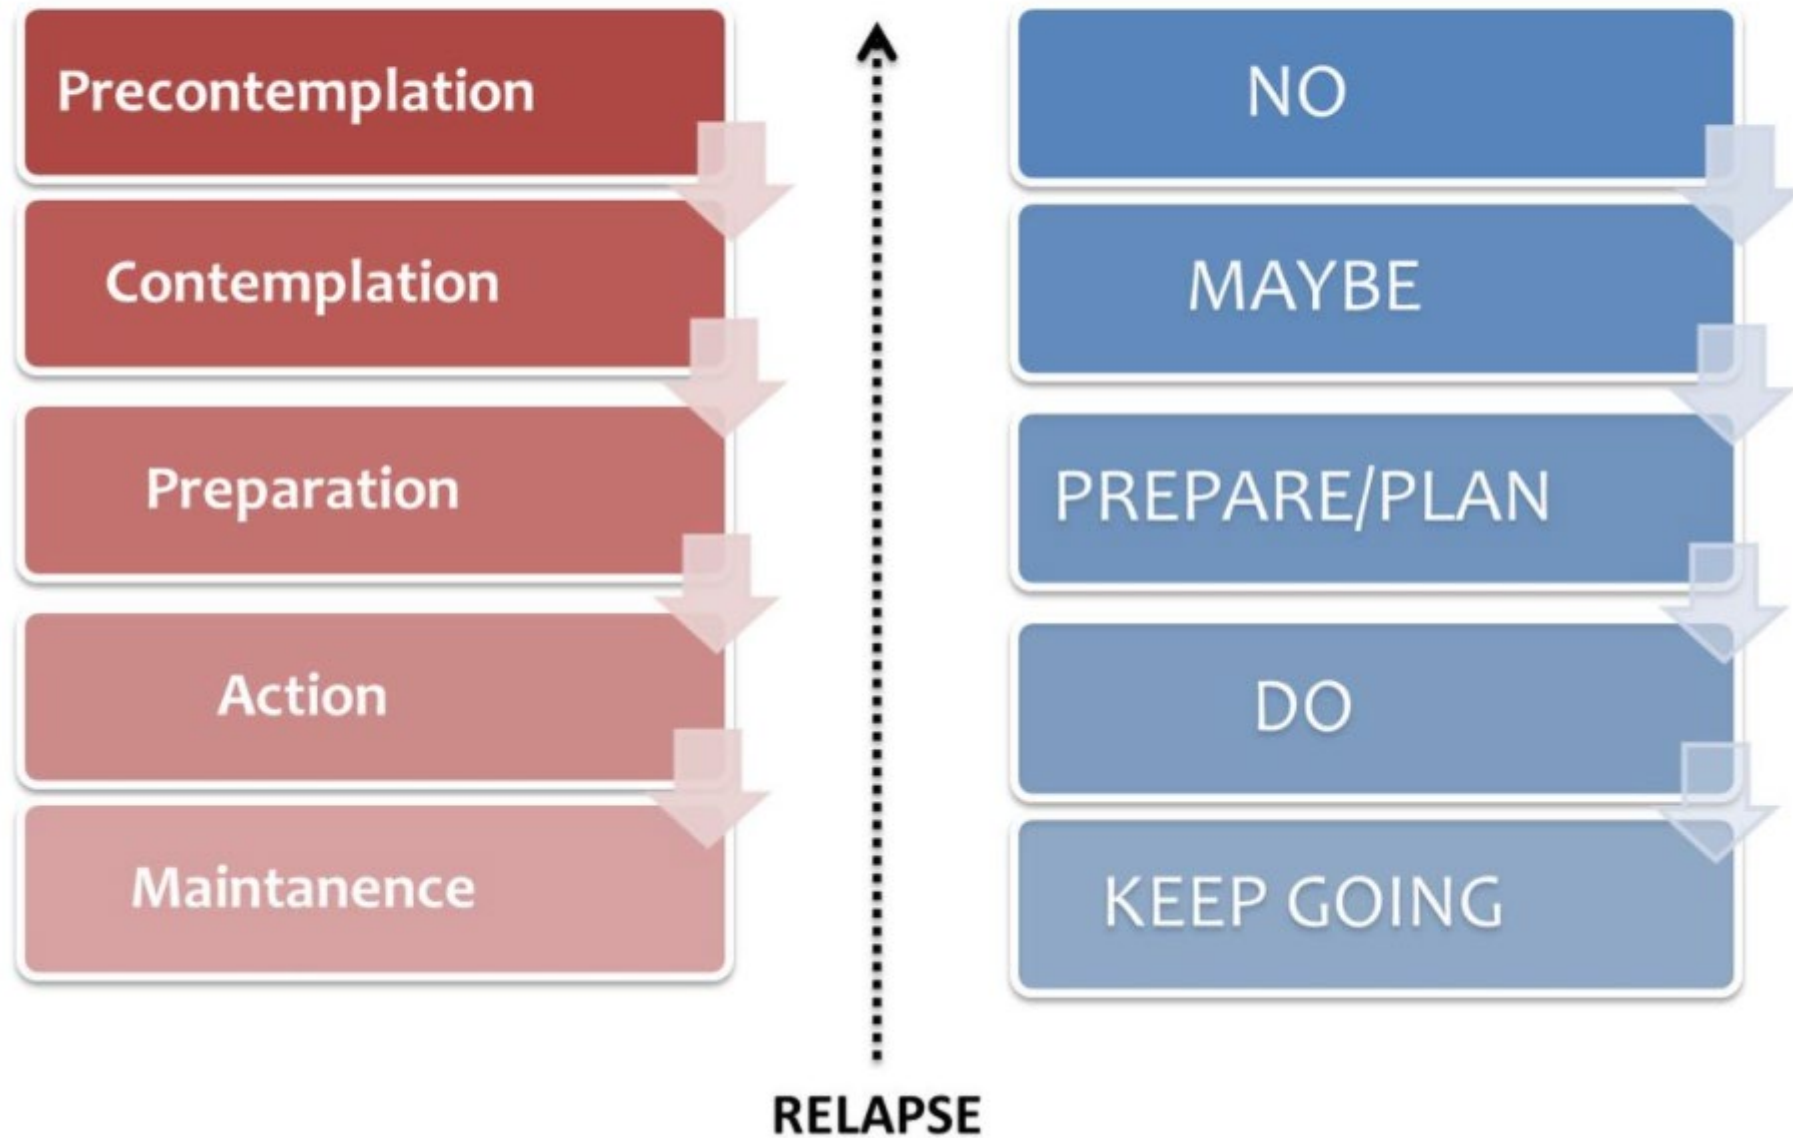 Precontemplation
Contemplation
Preparation
Action
Maintanence
RELAPSE
NO
MAYBE
PREPARE/PLAN
DO
KEEP GOING